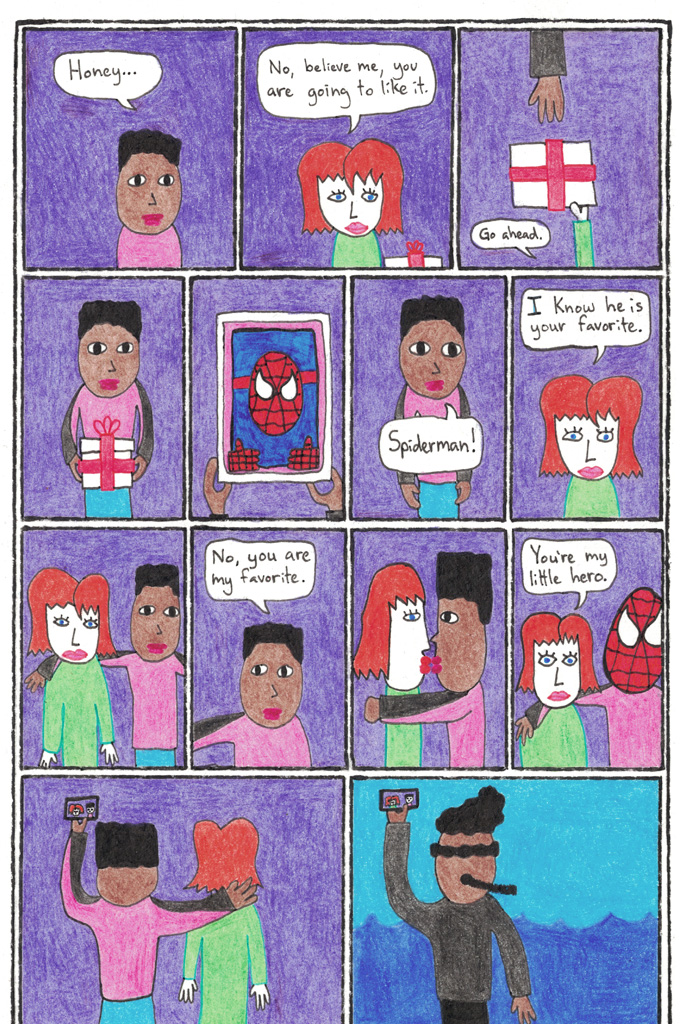 Honey...
No, believe me, you
are going to like it.
Go ahead.
Spiderman!
I know he is
your favorite.
No, you are
my favorite.
You're my
little hero.